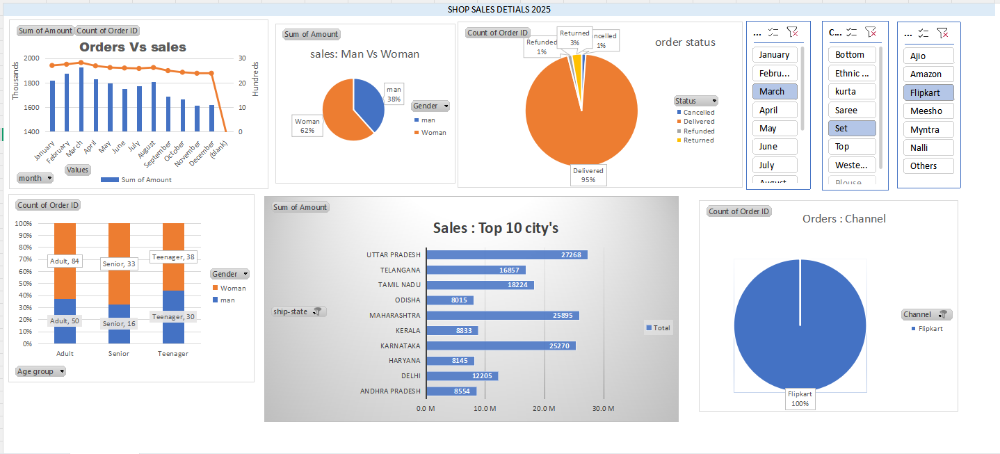 SHOP SALES DETIALS 2025
Sum of Amount
Count of Order ID
Orders Vs sales
Thousands
2000
1800
1600
1400
30
20
10
0
Hundreds
January
February
March
April
May
June
July
August
September
October
November
December
(blank)
Values
month
Sum of Amount
Sum of Amount
sales: Man Vs Woman
man
38%
Woman
62%
Gender
man
Woman
Count of Order ID
order status
Refunded
1%
Returned
3%
ncelled
1%
Delivered
95%
Status
Cancelled
Delivered
Refunded
Returned
...
January
Febru...
March
April
May
June
July
August
C...
Bottom
Ethnic ...
kurta
Saree
Set
Top
Weste...
Blouse
...
Ajio
Amazon
Flipkart
Meesho
Myntra
Nalli
Others
Count of Order ID
100%
90%
80%
70%
60%
50%
40%
30%
20%
10%
0%
Adult, 84
Senior, 33
Teenager, 38
Adult, 50
Senior, 16
Teenager, 30
Adult
Senior
Teenager
Gender
Woman
man
Age group
Sum of Amount
Sales : Top 10 city's
ship-state
UTTAR PRADESH 27268
TELANGANA 16857
TAMIL NADU 18224
ODISHA 8015
MAHARASHTRA 25895
KERALA 8833
KARNATAKA 25270
HARYANA 8145
DELHI 12205
ANDHRA PRADESH 8554
0.0 M 10.0 M 20.0 M 30.0 M
Total
Count of Order ID
Orders : Channel
Flipkart
100%
Channel
Flipkart